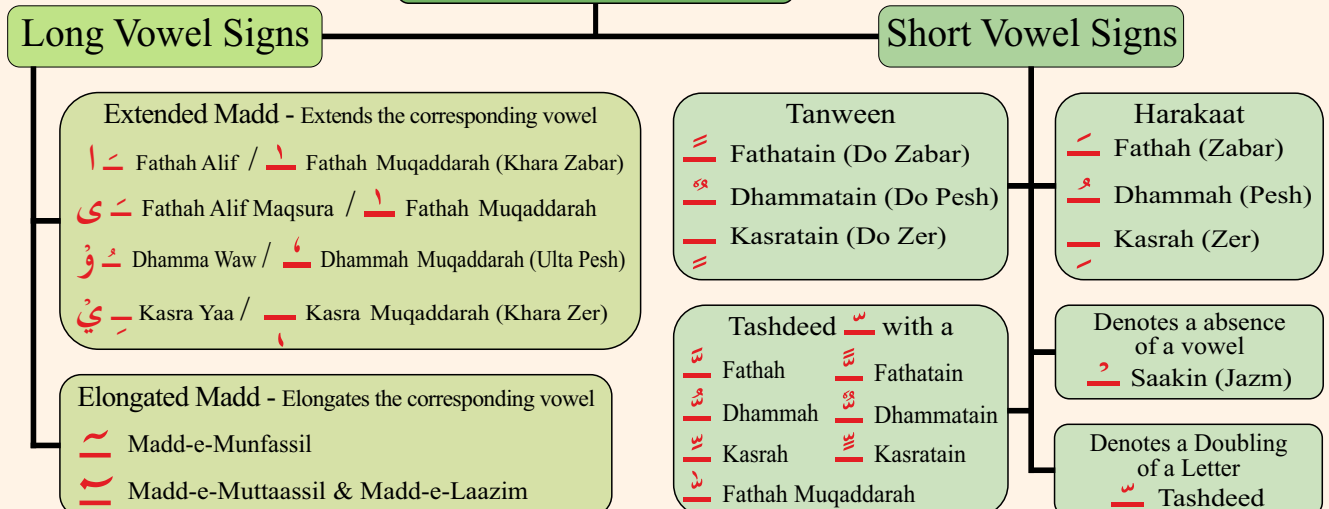 Long Vowel Signs
Short Vowel Signs
Extended Madd - Extends the corresponding vowel
ـَ ا Fathah Alif / ـٰ Fathah Muqaddarah (Khara Zabar)
ـَ ى Fathah Alif Maqsura / ـٰ Fathah Muqaddarah
ـُ وْ Dhamma Waw / ـٗ Dhammah Muqaddarah (Ulta Pesh)
ـِ يْ Kasra Yaa / ـٖ Kasra Muqaddarah (Khara Zer)
Elongated Madd - Elongates the corresponding vowel
ـٓ Madd-e-Munfassil
ـٓ Madd-e-Muttaassil & Madd-e-Laazim
Tanween
ـً Fathatain (Do Zabar)
ـٌ Dhammatain (Do Pesh)
ـٍ Kasratain (Do Zer)
Harakaat
ـَ Fathah (Zabar)
ـُ Dhammah (Pesh)
ـِ Kasrah (Zer)
Tashdeed ـّ with a
ـَّ Fathah ـًّ Fathatain
ـُّ Dhammah ـٌّ Dhammatain
ـِّ Kasrah ـٍّ Kasratain
ـّٰ Fathah Muqaddarah
Denotes a absence
of a vowel
ـْ Saakin (Jazm)
Denotes a Doubling
of a Letter
ـّ Tashdeed